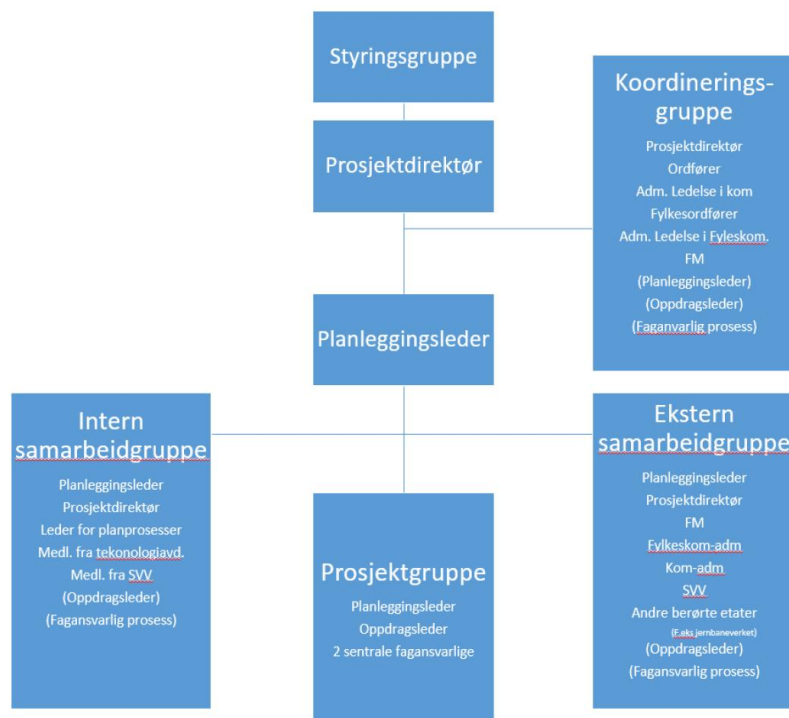 Styringsgruppe
Prosjektdirektør
Koordinerings-
gruppe
Prosjektdirektør
Ordfører
Adm. Ledelse i kom
Fylkesordfører
Adm. Ledelse i Fyleskom.
FM
(Planleggingsleder)
(Oppdragsleder)
(Faganvarlig prosess)
Planleggingsleder
Intern
samarbeidgruppe
Planleggingsleder
Prosjektdirektør
Leder for planprosesser
Medl. fra tekonologiavd.
Medl. fra SVV
(Oppdragsleder)
(Fagansvarlig prosess)
Prosjektgruppe
Planleggingsleder
Oppdragsleder
2 sentrale fagansvarlige
Ekstern
samarbeidgruppe
Planleggingsleder
Prosjektdirektør
FM
Fylkeskom-adm
Kom-adm
SVV
Andre berørte etater
(F.eks jernbaneverket)
(Oppdragsleder)
(Fagansvarlig prosess)